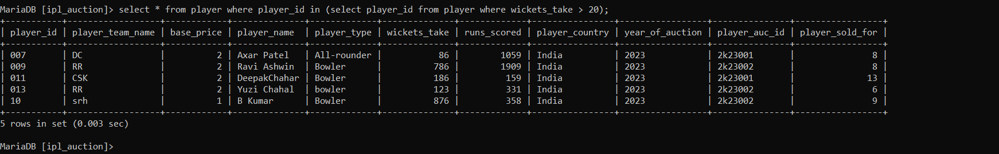 MariaDB [ipl_auction]> select * from player where player_id in (select player_id from player where wickets_take > 20);
+-----------+------------------+------------+-------------+-------------+--------------+-------------+----------------+-----------------+---------------+-----------------+
| player_id | player_team_name | base_price | player_name | player_type | wickets_take | runs_scored | player_country | year_of_auction | player_auc_id | player_sold_for |
+-----------+------------------+------------+-------------+-------------+--------------+-------------+----------------+-----------------+---------------+-----------------+
| 007       | DC               |          2 | Axar Patel  | All-rounder |           86 |        1059 | India          | 2023            | 2k23001       |               8 |
| 009       | RR               |          2 | Ravi Ashwin | Bowler      |          786 |        1909 | India          | 2023            | 2k23002       |               8 |
| 011       | CSK              |          2 | DeepakChahar | Bowler      |          186 |         159 | India          | 2023            | 2k23001       |              13 |
| 013       | RR               |          2 | Yuzi Chahal | bowler      |          123 |         331 | India          | 2023            | 2k23002       |               6 |
| 10        | srh              |          1 | B Kumar     | Bowler      |          876 |         358 | India          | 2023            | 2k23002       |               9 |
+-----------+------------------+------------+-------------+-------------+--------------+-------------+----------------+-----------------+---------------+-----------------+
5 rows in set (0.003 sec)
MariaDB [ipl_auction]>